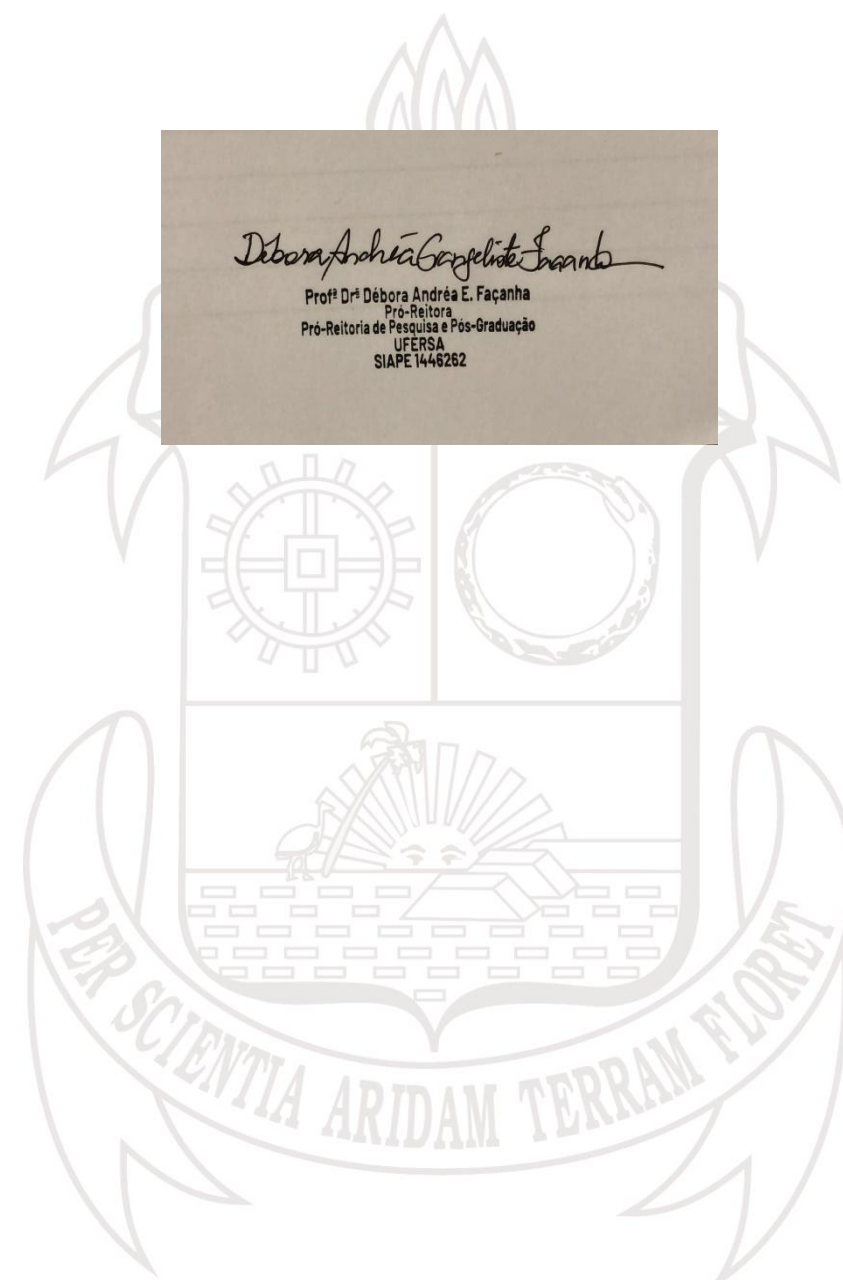 Débora Andréa Evangelista Façanha
Profª Drª Débora Andréa E. Façanha
Pró-Reitora
Pró-Reitoria de Pesquisa e Pós-Graduação
UFERSA
SIAPE 1446262
PER SCIENTIA ARIDAM TERRAM FLORET